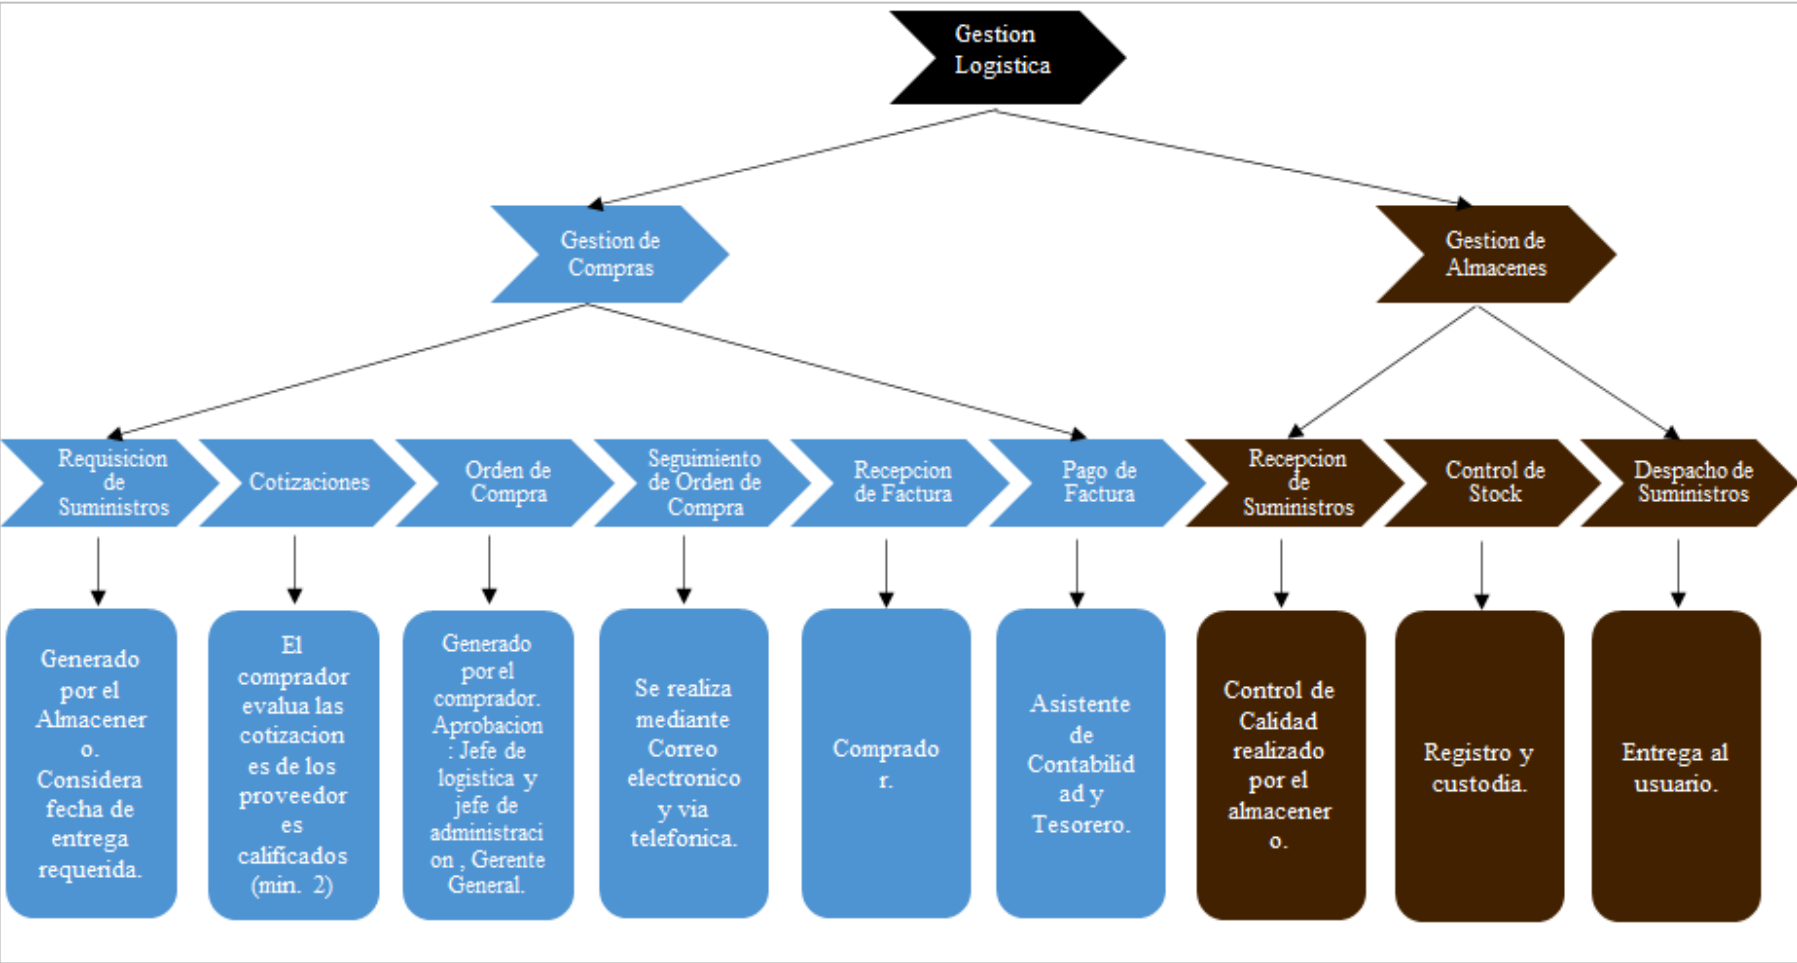 Gestion
Logistica
Gestion de
Compras
Gestion de
Almacenes
Requisicion
de
Suministros
Cotizaciones
Orden de
Compra
Seguimiento
de Orden de
Compra
Recepcion
de Factura
Pago de
Factura
Recepcion
de
Suministros
Control de
Stock
Despacho de
Suministros
Generado
por el
Almacener
o.
Considera
fecha de
entrega
requerida.
El
comprador
evalua las
cotizacion
es de los
proveedor
es
calificados
(min. 2)
Generado
por el
comprador.
Aprobacion
: Jefe de
logistica y
jefe de
administraci
on , Gerente
General.
Se realiza
mediante
Correo
electronico
y via
telefonica.
Comprado
r.
Asistente
de
Contabilid
ad y
Tesorero.
Control de
Calidad
realizado
por el
almacener
o.
Registro y
custodia.
Entrega al
usuario.